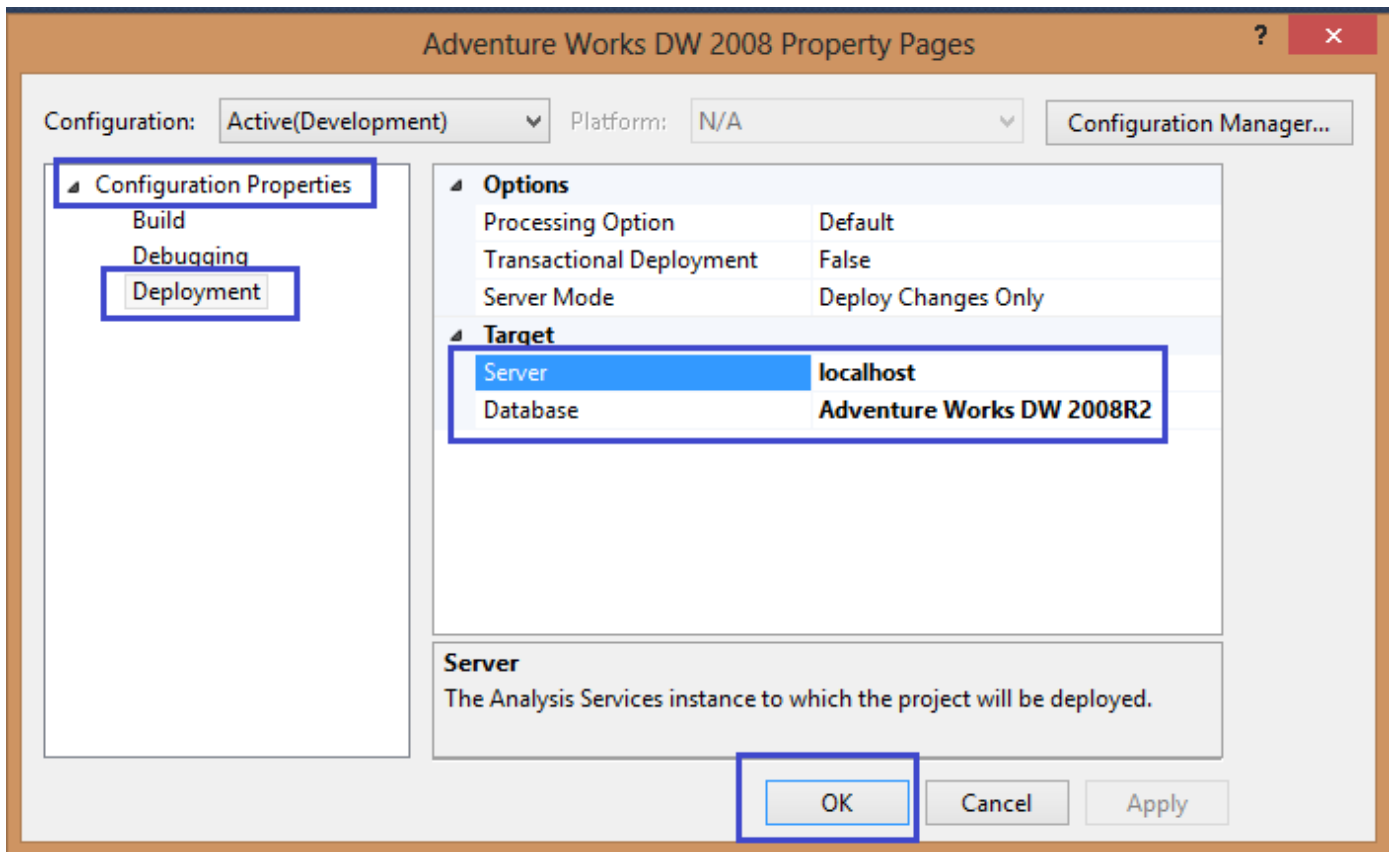 Adventure Works DW 2008 Property Pages
?
Configuration: Active(Development) Platform: N/A Configuration Manager...
Configuration Properties
Build
Debugging
Deployment
Options
Processing Option Default
Transactional Deployment False
Server Mode Deploy Changes Only
Target
Server localhost
Database Adventure Works DW 2008R2
Server
The Analysis Services instance to which the project will be deployed.
OK Cancel Apply